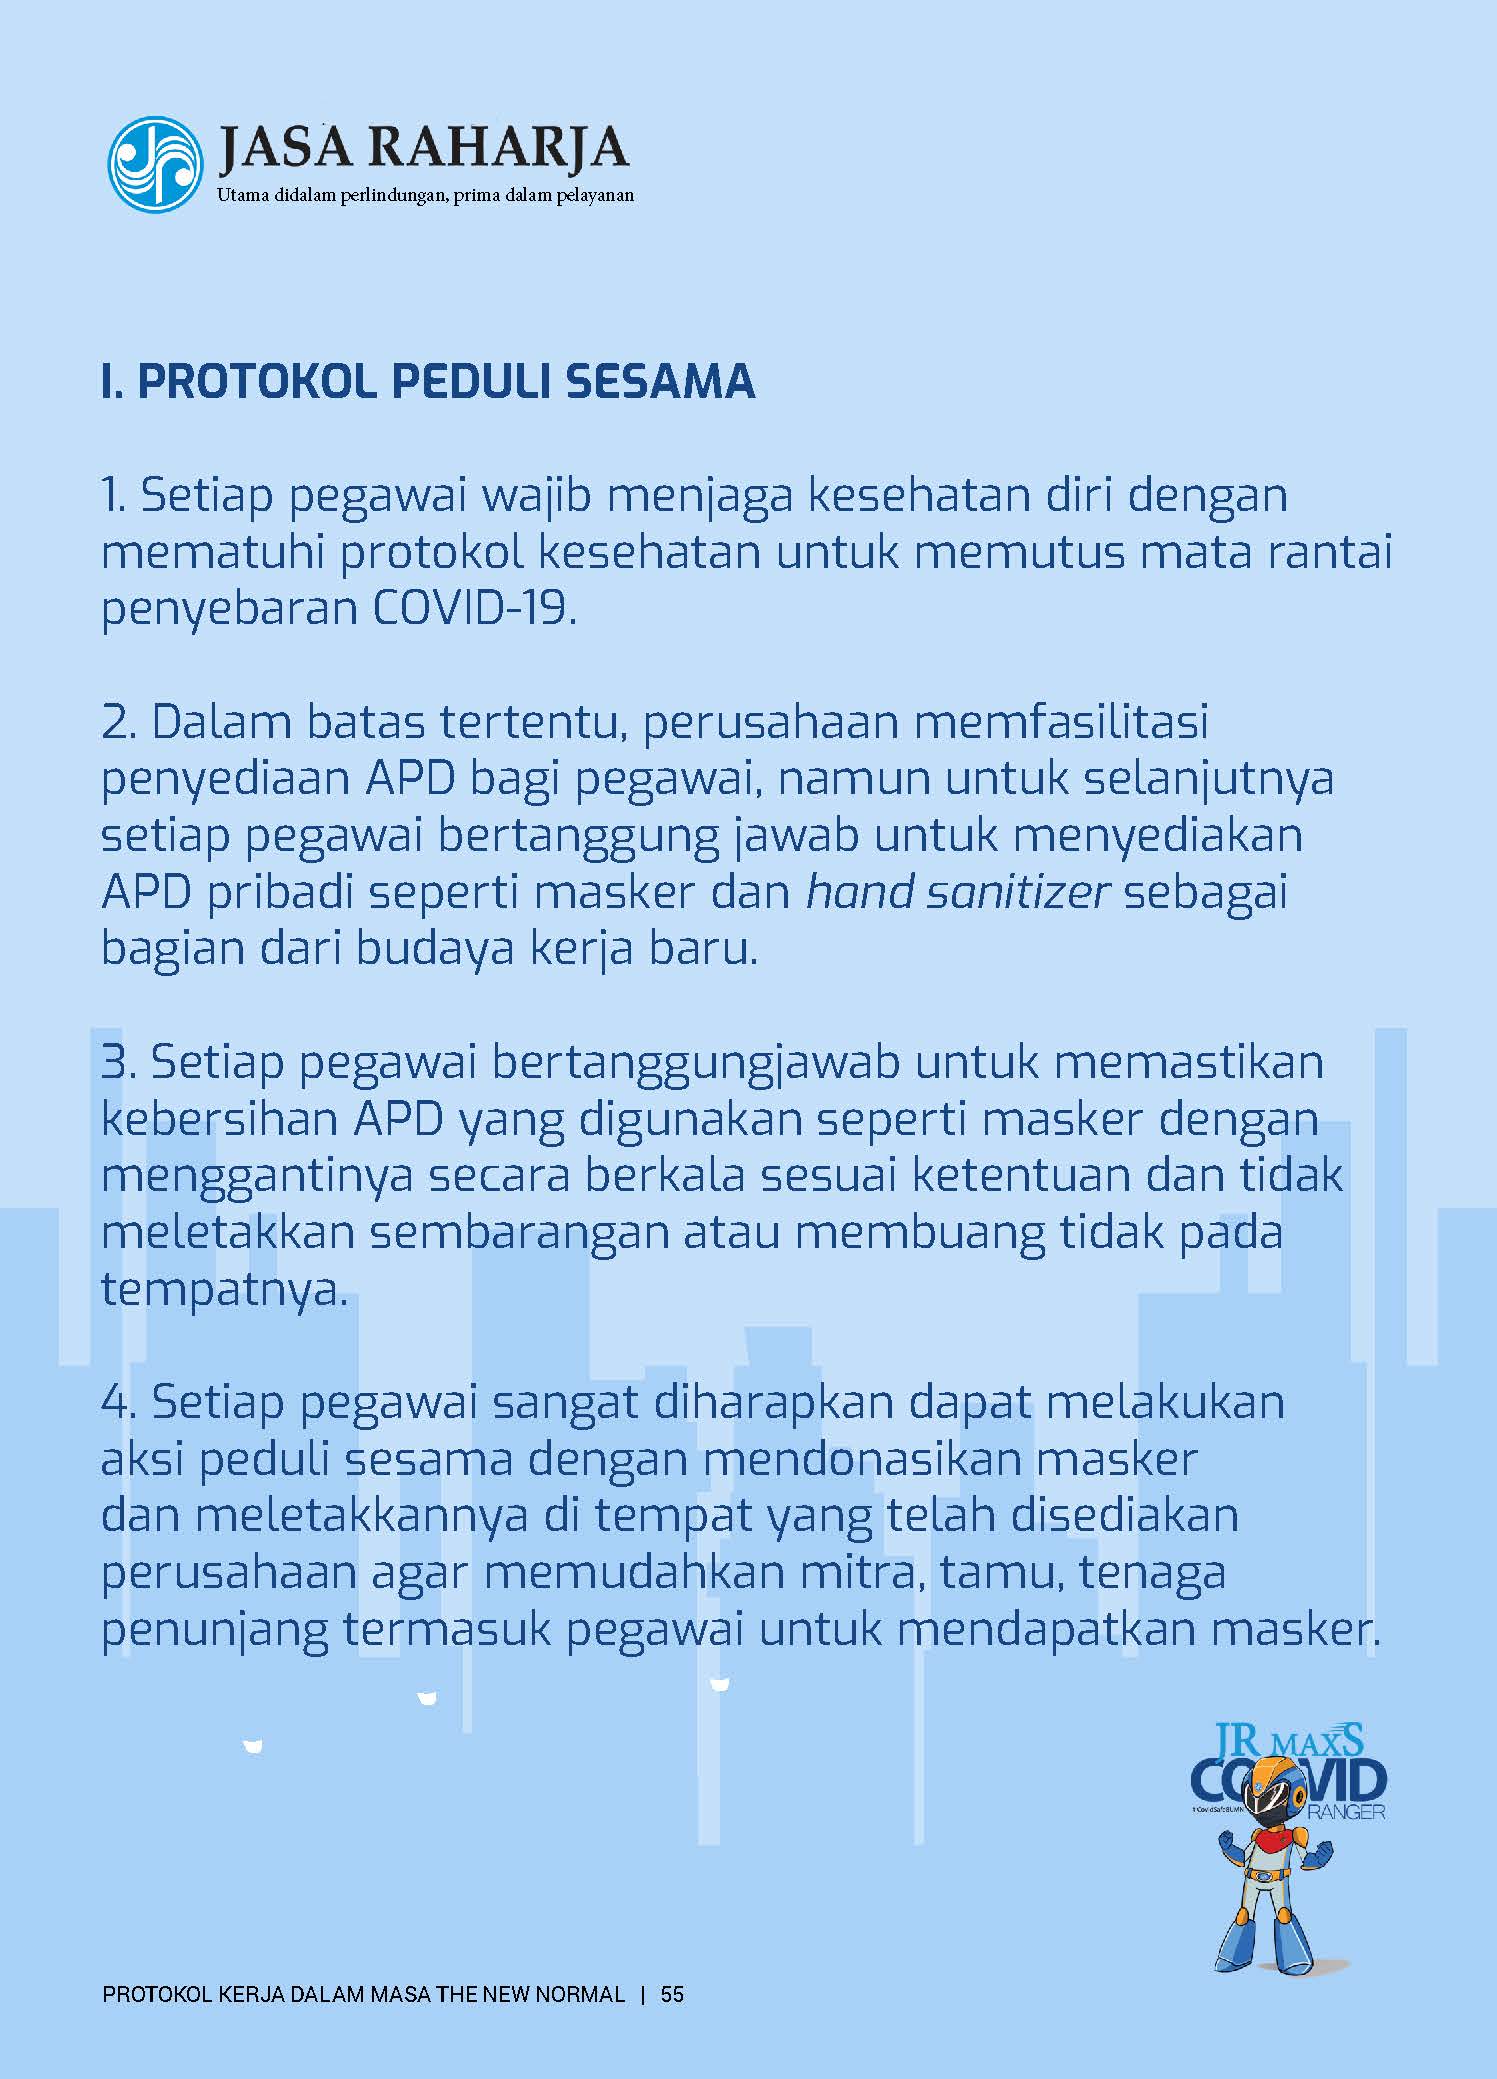 JASA RAHARJA
Utama didalam perlindungan, prima dalam pelayanan
I. PROTOKOL PEDULI SESAMA
1. Setiap pegawai wajib menjaga kesehatan diri dengan
mematuhi protokol kesehatan untuk memutus mata rantai
penyebaran COVID-19.
2. Dalam batas tertentu, perusahaan memfasilitasi
penyediaan APD bagi pegawai, namun untuk selanjutnya
setiap pegawai bertanggung jawab untuk menyediakan
APD pribadi seperti masker dan hand sanitizer sebagai
bagian dari budaya kerja baru.
3. Setiap pegawai bertanggungjawab untuk memastikan
kebersihan APD yang digunakan seperti masker dengan
menggantinya secara berkala sesuai ketentuan dan tidak
meletakkan sembarangan atau membuang tidak pada
tempatnya.
4. Setiap pegawai sangat diharapkan dapat melakukan
aksi peduli sesama dengan mendonasikan masker
dan meletakkannya di tempat yang telah disediakan
perusahaan agar memudahkan mitra, tamu, tenaga
penunjang termasuk pegawai untuk mendapatkan masker.
JR MAXS
COVID
#CovidSafeBUMN
RANGER
PROTOKOL KERJA DALAM MASA THE NEW NORMAL | 55